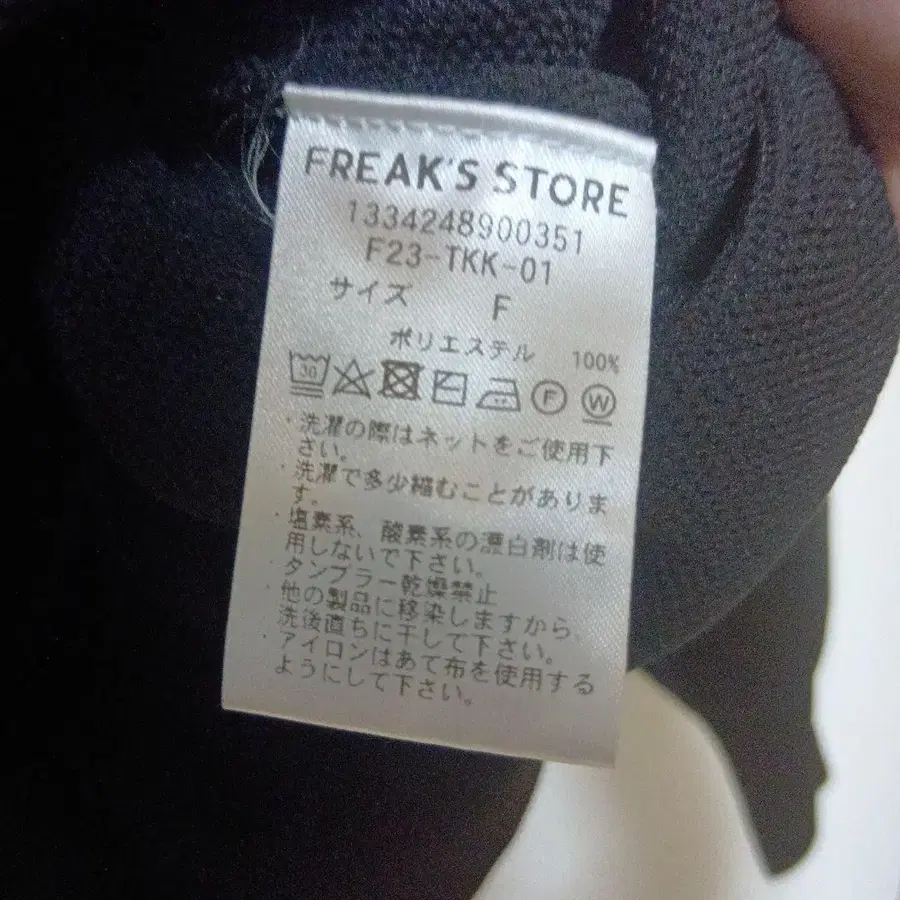 FREAK'S STORE
1334248900351
F23-TKK-01
サイズ F
ポリエステル 100%
30 F W
・洗濯の際はネットをご使用下
さい。
・洗濯で多少縮むことがありま
す。
・塩素系、酸素系の漂白剤は使
用しないで下さい。
・タンブラー乾燥禁止
・他の製品に移染しますから
洗後直ちに干して下さい。
・アイロンはあて布を使用する
ようにして下さい。